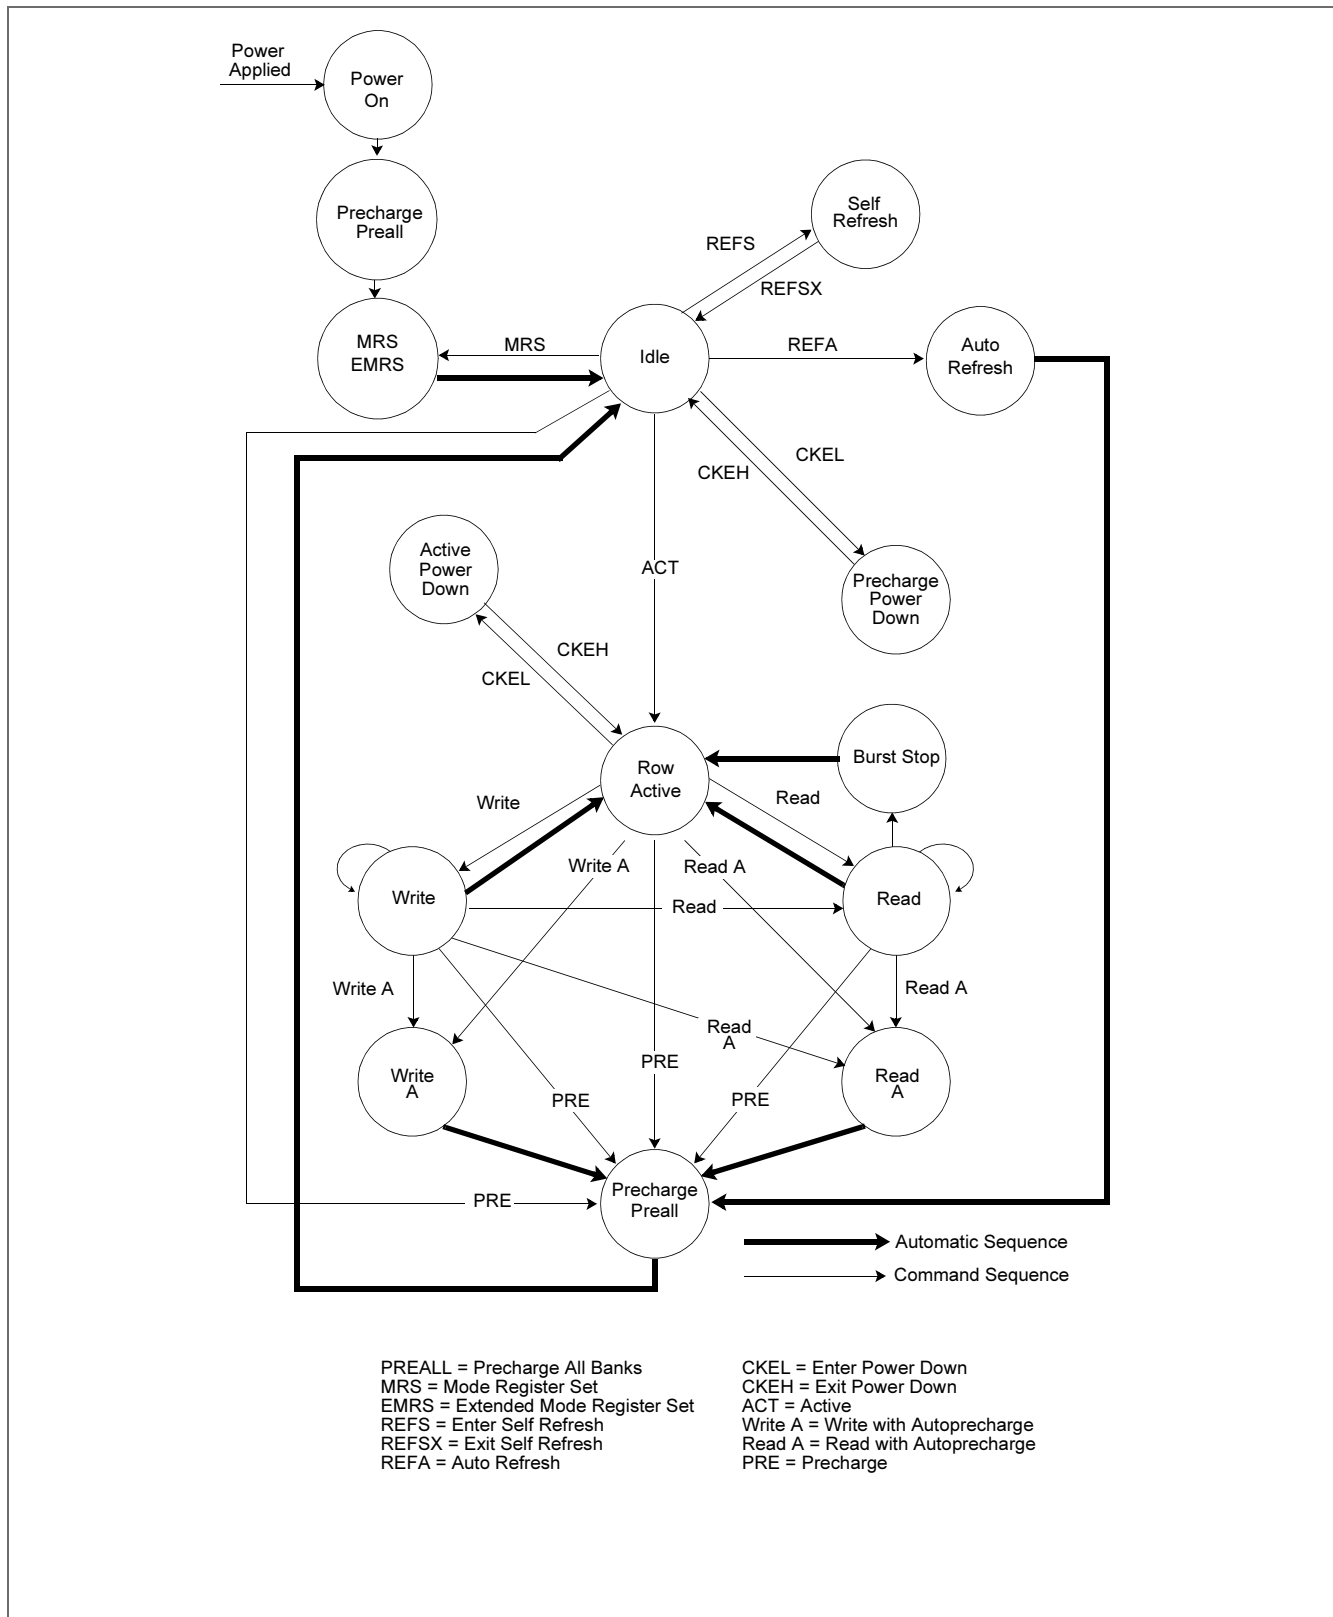 Power
Applied
Power
On
Precharge
Preall
Self
Refresh
REFS
REFSX
MRS
EMRS
MRS
Idle
REFA
Auto
Refresh
CKEL
CKEH
Active
Power
Down
ACT
Precharge
Power
Down
CKEH
CKEL
Row
Active
Burst Stop
Write
Read
Write A
Read A
Write
Read
Read
Write A
Read A
Read
A
Write
A
PRE
PRE
PRE
Read
A
Precharge
Preall
PRE
Automatic Sequence
Command Sequence
PREALL = Precharge All Banks
MRS = Mode Register Set
EMRS = Extended Mode Register Set
REFS = Enter Self Refresh
REFSX = Exit Self Refresh
REFA = Auto Refresh
CKEL = Enter Power Down
CKEH = Exit Power Down
ACT = Active
Write A = Write with Autoprecharge
Read A = Read with Autoprecharge
PRE = Precharge